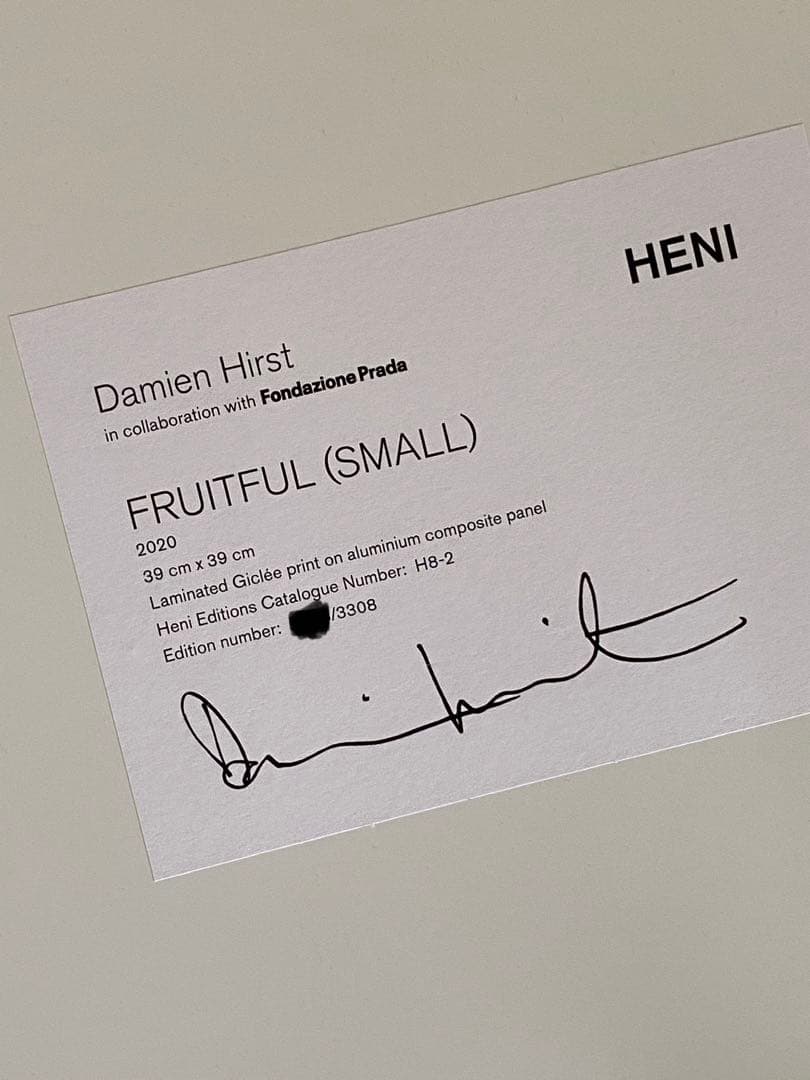 HENI
Damien Hirst
in collaboration with Fondazione Prada
FRUITFUL (SMALL)
2020
39 cm x 39 cm
Laminated Giclée print on aluminium composite panel
Heni Editions Catalogue Number: H8-2
Edition number: /3308